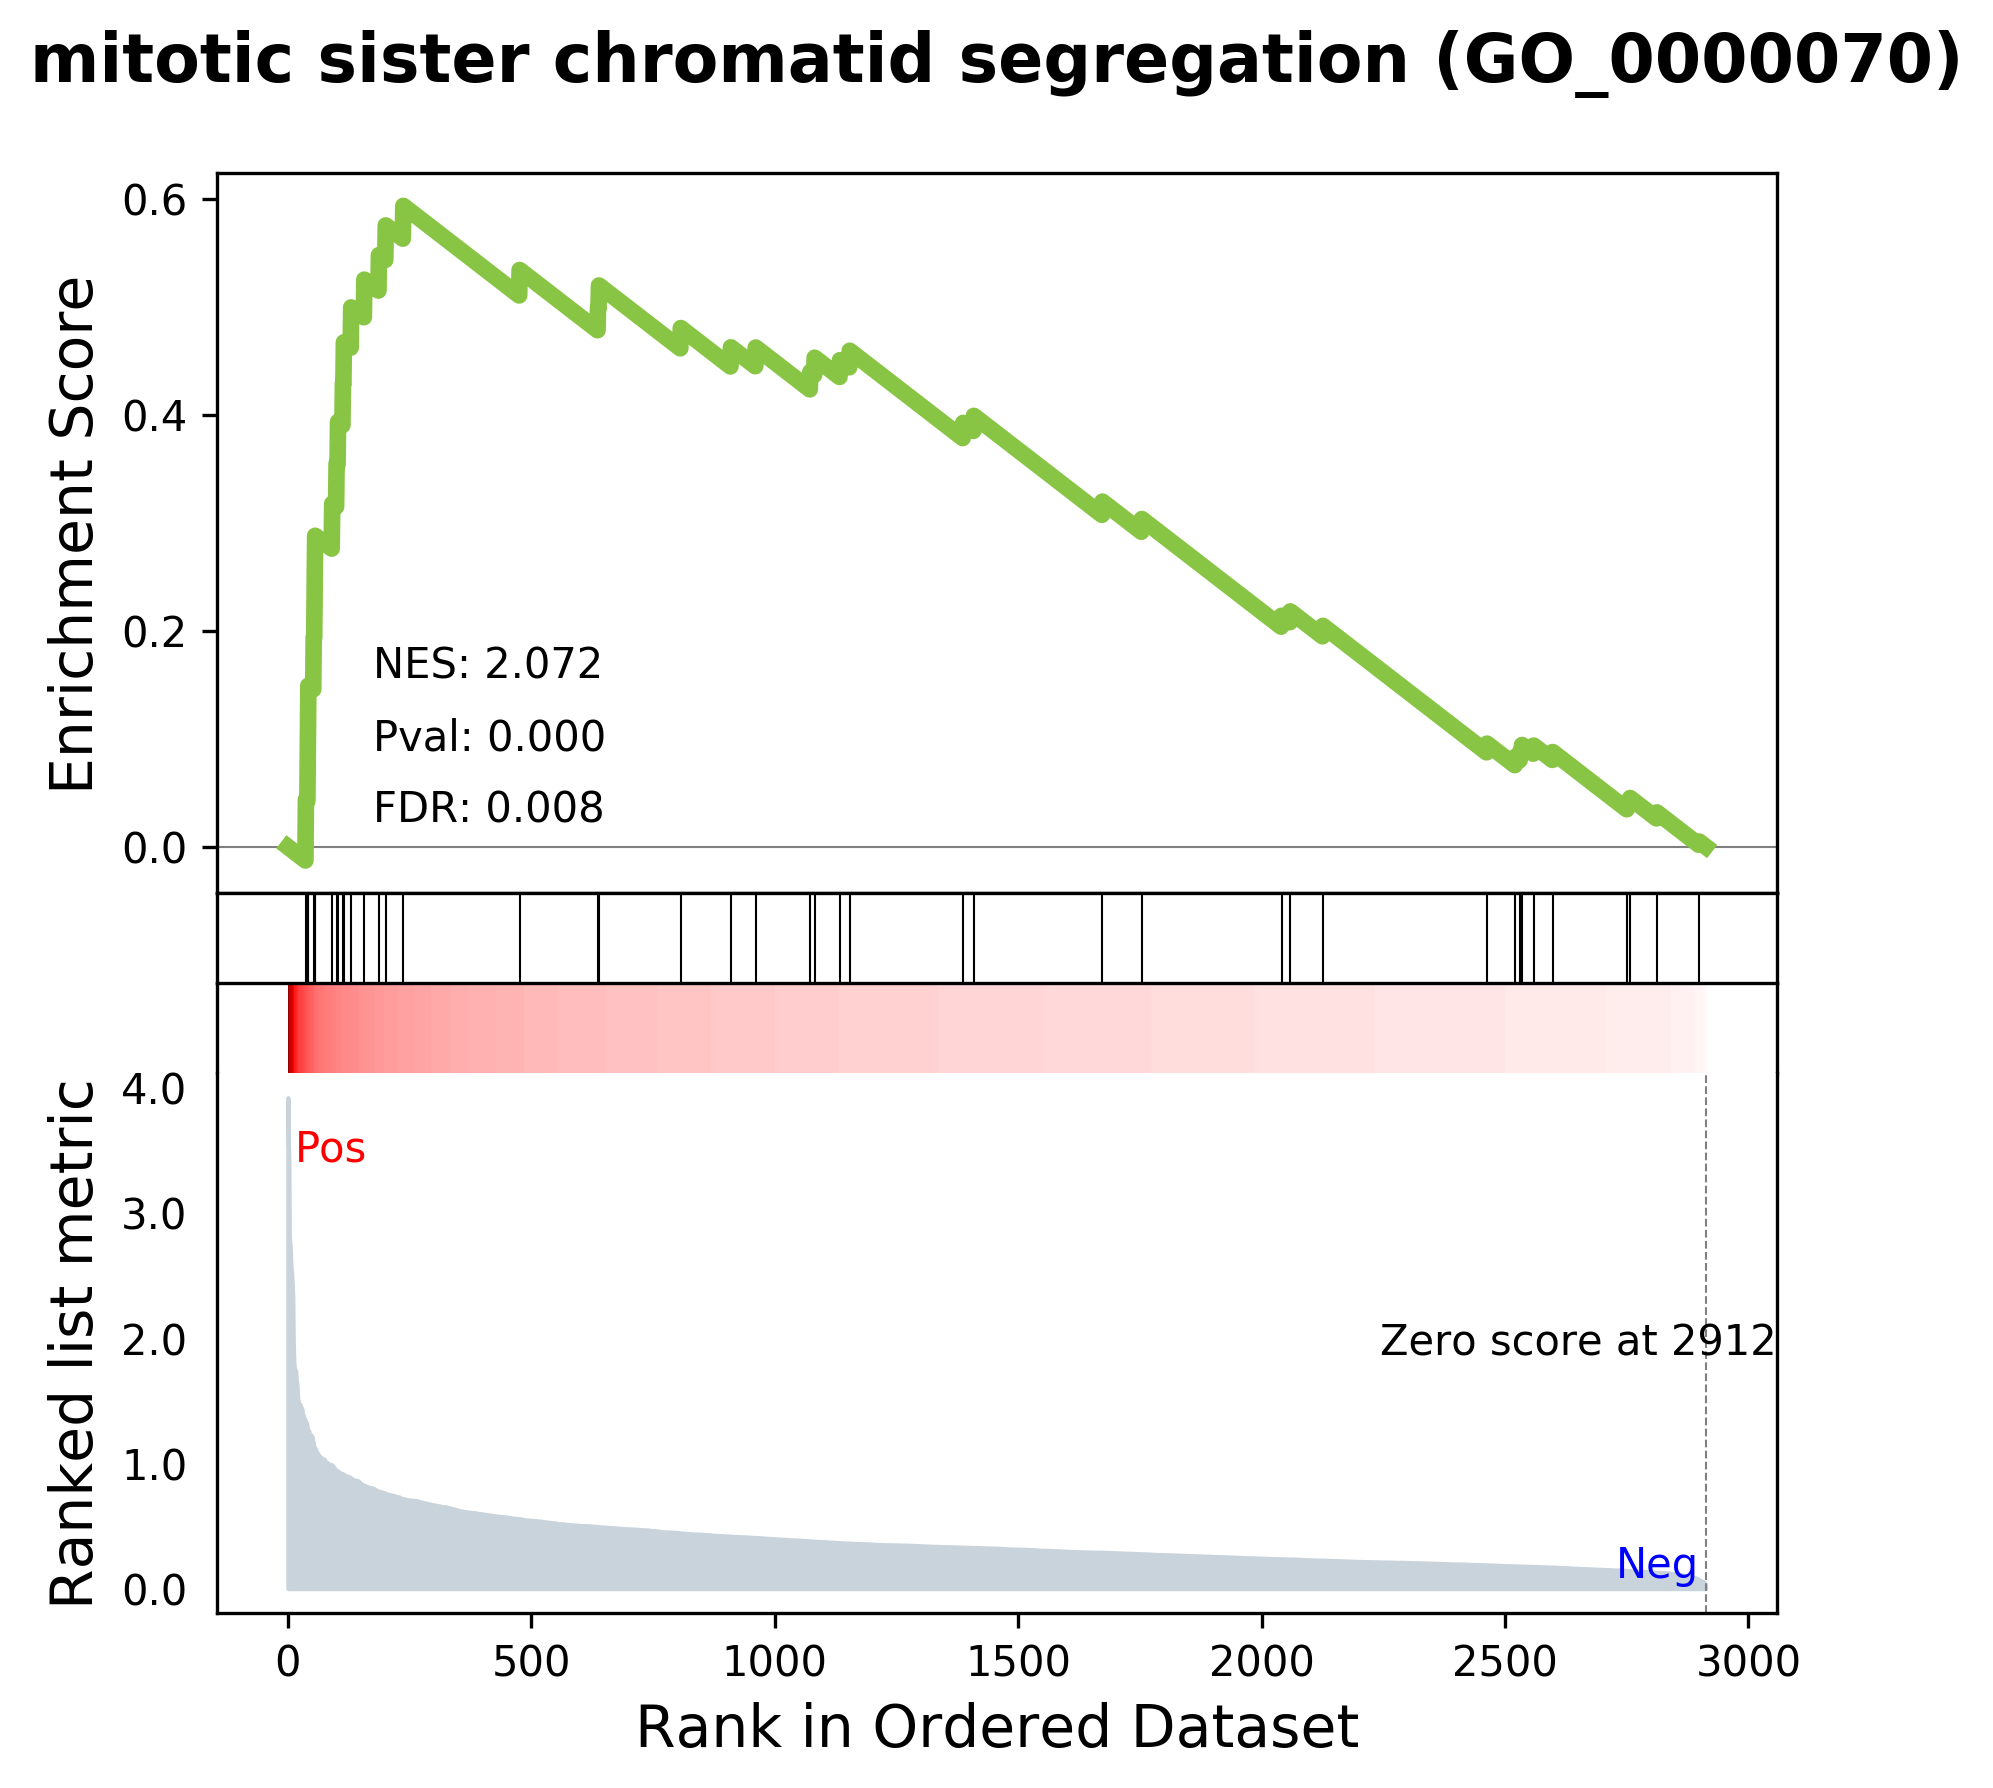 mitotic sister chromatid segregation (GO_0000070)
Enrichment Score
0.6
0.4
0.2
0.0
NES: 2.072
Pval: 0.000
FDR: 0.008
Ranked list metric
4.0
3.0
2.0
1.0
0.0
Pos
Zero score at 2912
Neg
0 500 1000 1500 2000 2500 3000
Rank in Ordered Dataset